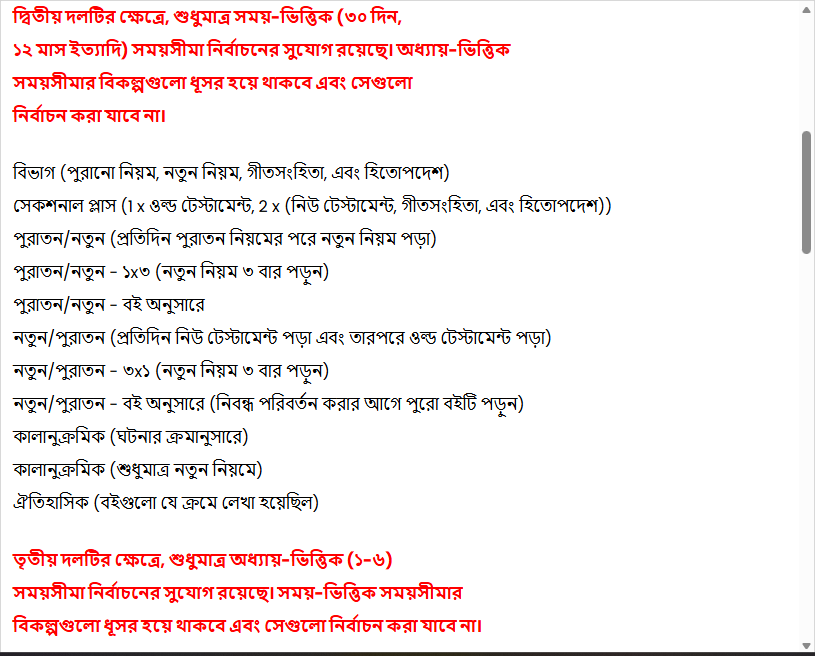 দ্বিতীয় দলটির ক্ষেত্রে, শুধুমাত্র সময়-ভিত্তিক (৩০ দিন,
১২ মাস ইত্যাদি) সময়সীমা নির্বাচনের সুযোগ রয়েছে। অধ্যায়-ভিত্তিক
সময়সীমার বিকল্পগুলো ধূসর হয়ে থাকবে এবং সেগুলো
নির্বাচন করা যাবে না।
বিভাগ (পুরানো নিয়ম, নতুন নিয়ম, গীতসংহিতা, এবং হিতোপদেশ)
সেকশনাল প্লাস (1 x ওল্ড টেস্টামেন্ট, 2 x (নিউ টেস্টামেন্ট, গীতসংহিতা, এবং হিতোপদেশ))
পুরাতন/নতুন (প্রতিদিন পুরাতন নিয়মের পরে নতুন নিয়ম পড়া)
পুরাতন/নতুন - ১x৩ (নতুন নিয়ম ৩ বার পড়ুন)
পুরাতন/নতুন - বই অনুসারে
নতুন/পুরাতন (প্রতিদিন নিউ টেস্টামেন্ট পড়া এবং তারপরে ওল্ড টেস্টামেন্ট পড়া)
নতুন/পুরাতন - ৩x১ (নতুন নিয়ম ৩ বার পড়ুন)
নতুন/পুরাতন - বই অনুসারে (নিবন্ধ পরিবর্তন করার আগে পুরো বইটি পড়ুন)
কালানুক্রমিক (ঘটনার ক্রমানুসারে)
কালানুক্রমিক (শুধুমাত্র নতুন নিয়মে)
ঐতিহাসিক (বইগুলো যে ক্রমে লেখা হয়েছিল)
তৃতীয় দলটির ক্ষেত্রে, শুধুমাত্র অধ্যায়-ভিত্তিক (১-৬)
সময়সীমা নির্বাচনের সুযোগ রয়েছে। সময়-ভিত্তিক সময়সীমার
বিকল্পগুলো ধূসর হয়ে থাকবে এবং সেগুলো নির্বাচন করা যাবে না।